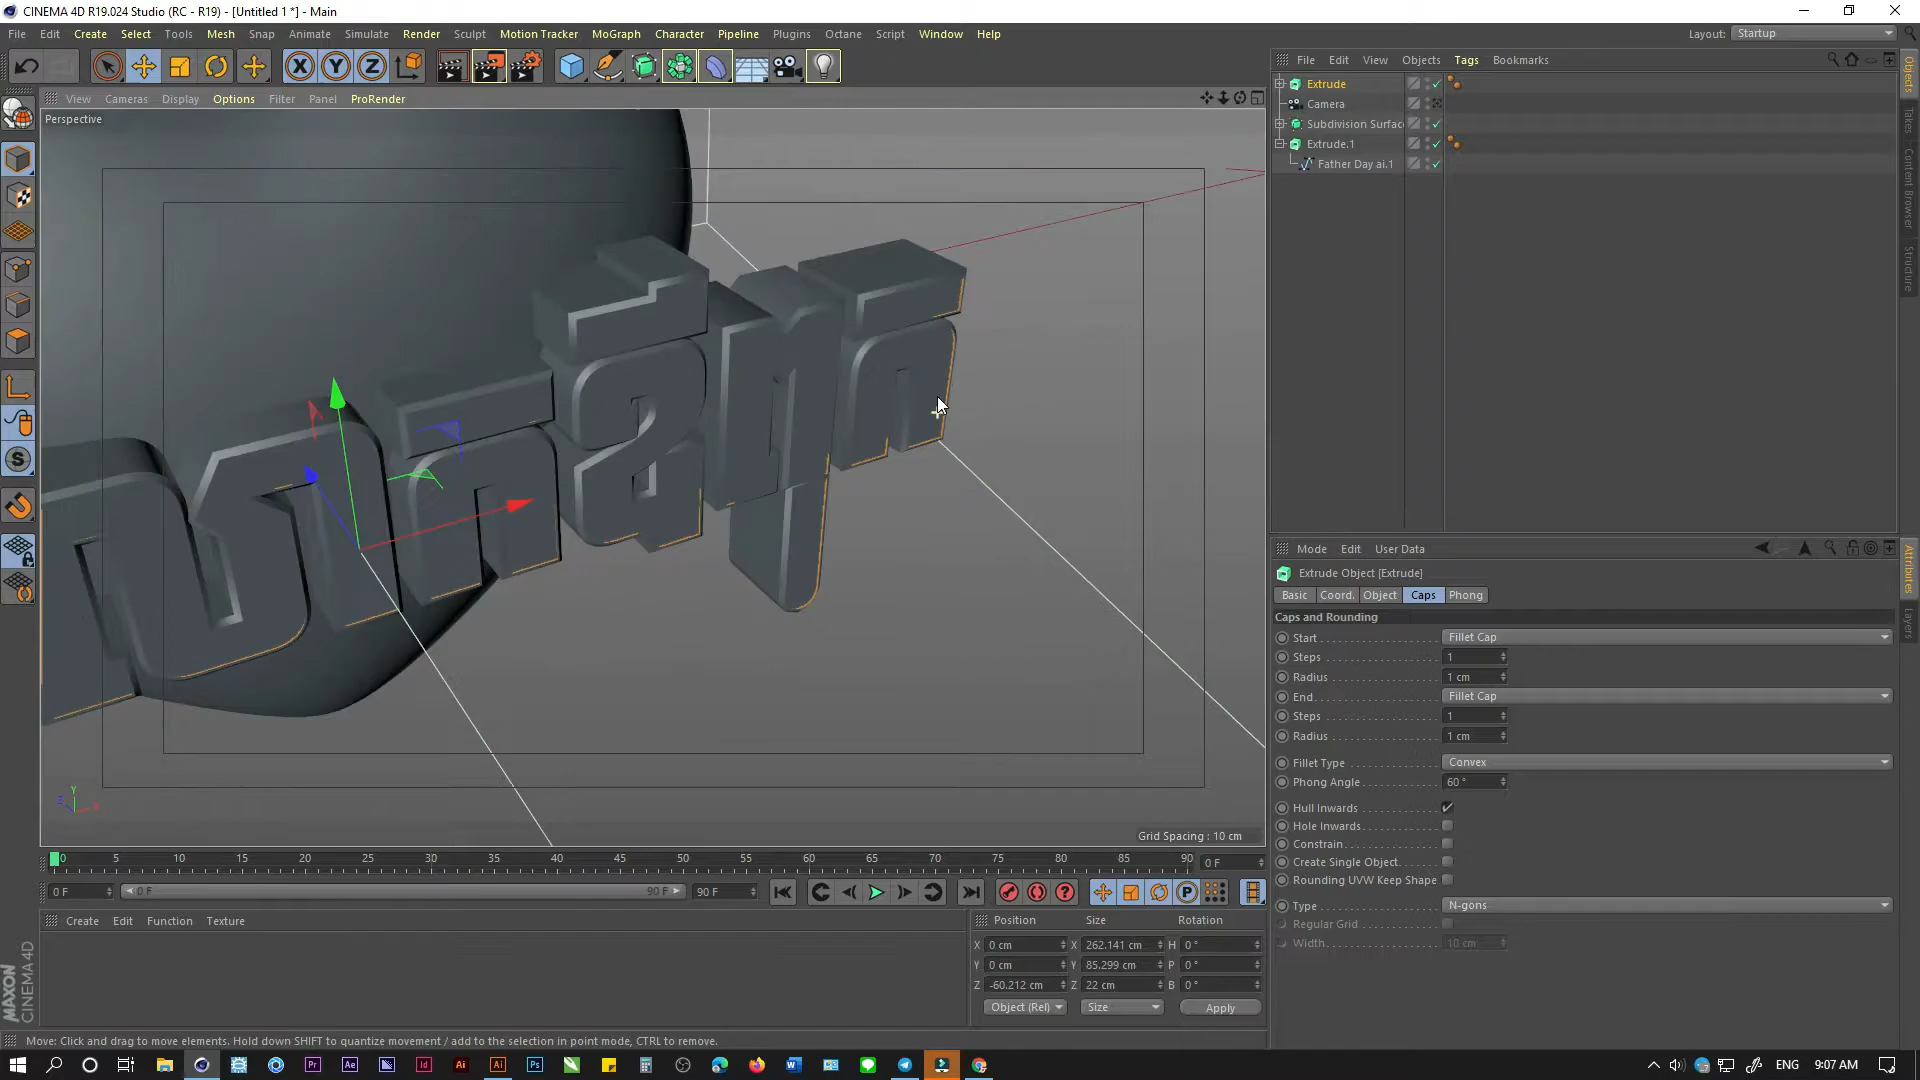 CINEMA 4D R19.024 Studio (RC - R19) - [Untitled 1 *] - Main
File Edit Create Select Tools Mesh Snap Animate Simulate Render Sculpt Motion Tracker MoGraph Character Pipeline Plugins Octane Script Window Help Layout: Startup
File Edit View Objects Tags Bookmarks
View Cameras Display Options Filter Panel ProRender
Perspective
Extrude
Camera
Subdivision Surfac
Extrude.1
Father Day ai.1
Objects
Takes
Content Browser
Structure
Mode Edit User Data
Extrude Object [Extrude]
Basic Coord. Object Caps Phong
Caps and Rounding
Start Fillet Cap
Steps 1
Radius 1 cm
End Fillet Cap
Steps 1
Radius 1 cm
Fillet Type Convex
Phong Angle 60 °
Hull Inwards
Hole Inwards
Constrain
Create Single Object
Rounding UVW Keep Shape
Type N-gons
Regular Grid
Width 10 cm
Attributes
Layers
Grid Spacing : 10 cm
0 5 10 15 20 25 30 35 40 45 50 55 60 65 70 75 80 85 90 0 F
0 F 0 F 90 F 90 F
Create Edit Function Texture
Position Size Rotation
X 0 cm X 262.141 cm H 0 °
Y 0 cm Y 85.299 cm P 0 °
Z -60.212 cm Z 22 cm B 0 °
Object (Rel) Size Apply
MAXON CINEMA 4D
Move: Click and drag to move elements. Hold down SHIFT to quantize movement / add to the selection in point mode, CTRL to remove.
ENG 9:07 AM